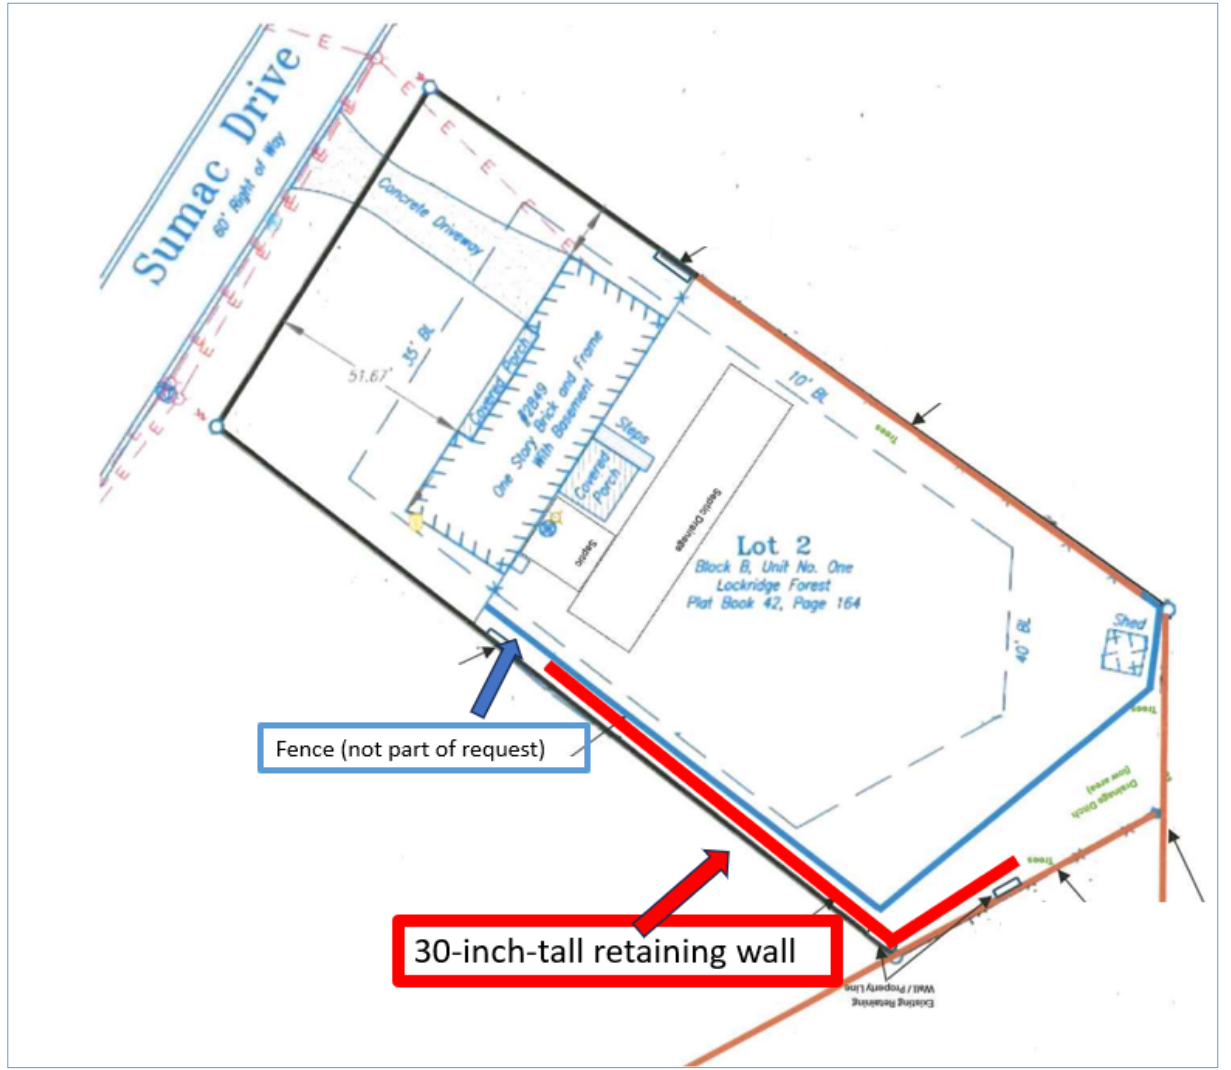 Sumac Drive
60' Right of Way
E
E
E
E
E
E
Concrete Driveway
35' BL
51.67'
Covered Porch
#2849
One Story Brick and Frame
With Basement
Steps
Covered
Porch
Septic
Septic Drainage
10' BL
Trees
Lot 2
Block B, Unit No. One
Lockridge Forest
Plat Book 42, Page 164
40' BL
Shed
Trees
Drainage Ditch
(low area)
Trees
Fence (not part of request)
30-inch-tall retaining wall
Existing Retaining
Wall / Property Line